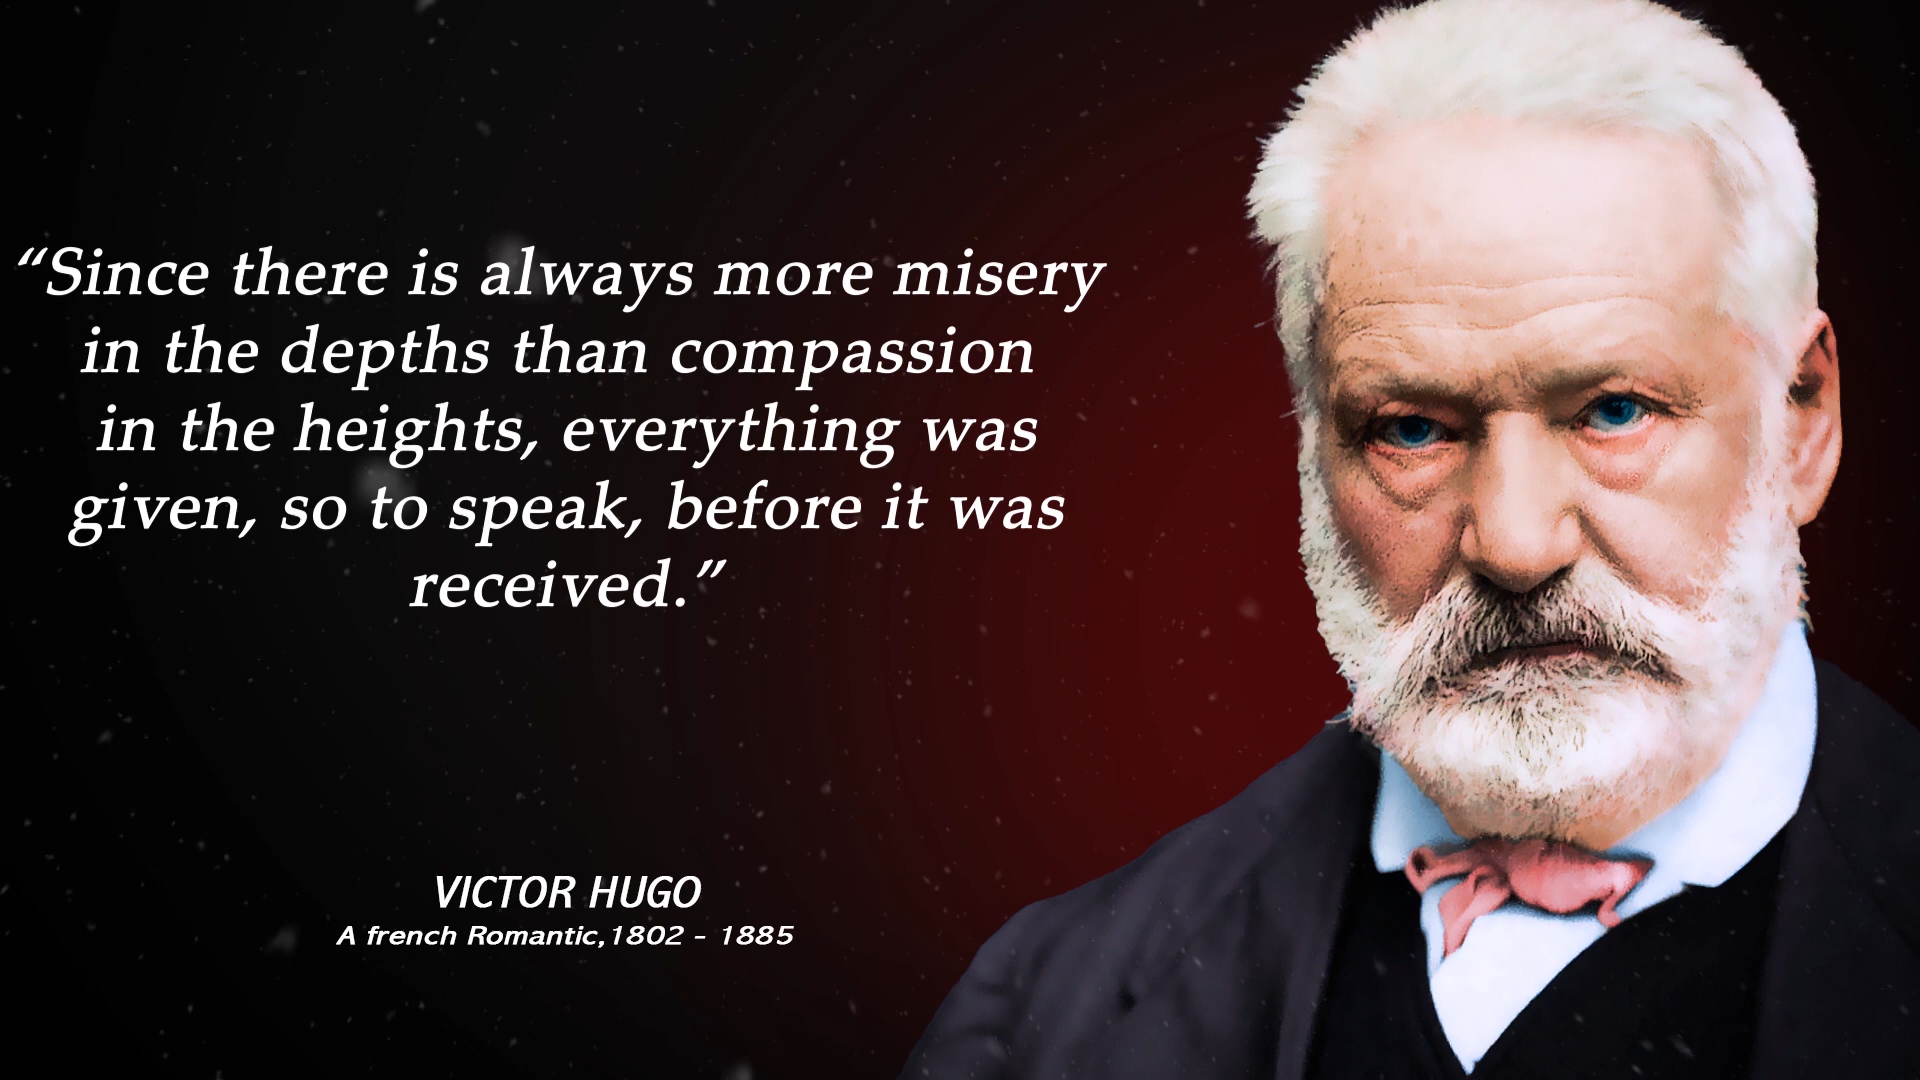 “Since there is always more misery
in the depths than compassion
in the heights, everything was
given, so to speak, before it was
received.”
VICTOR HUGO
A french Romantic,1802 - 1885